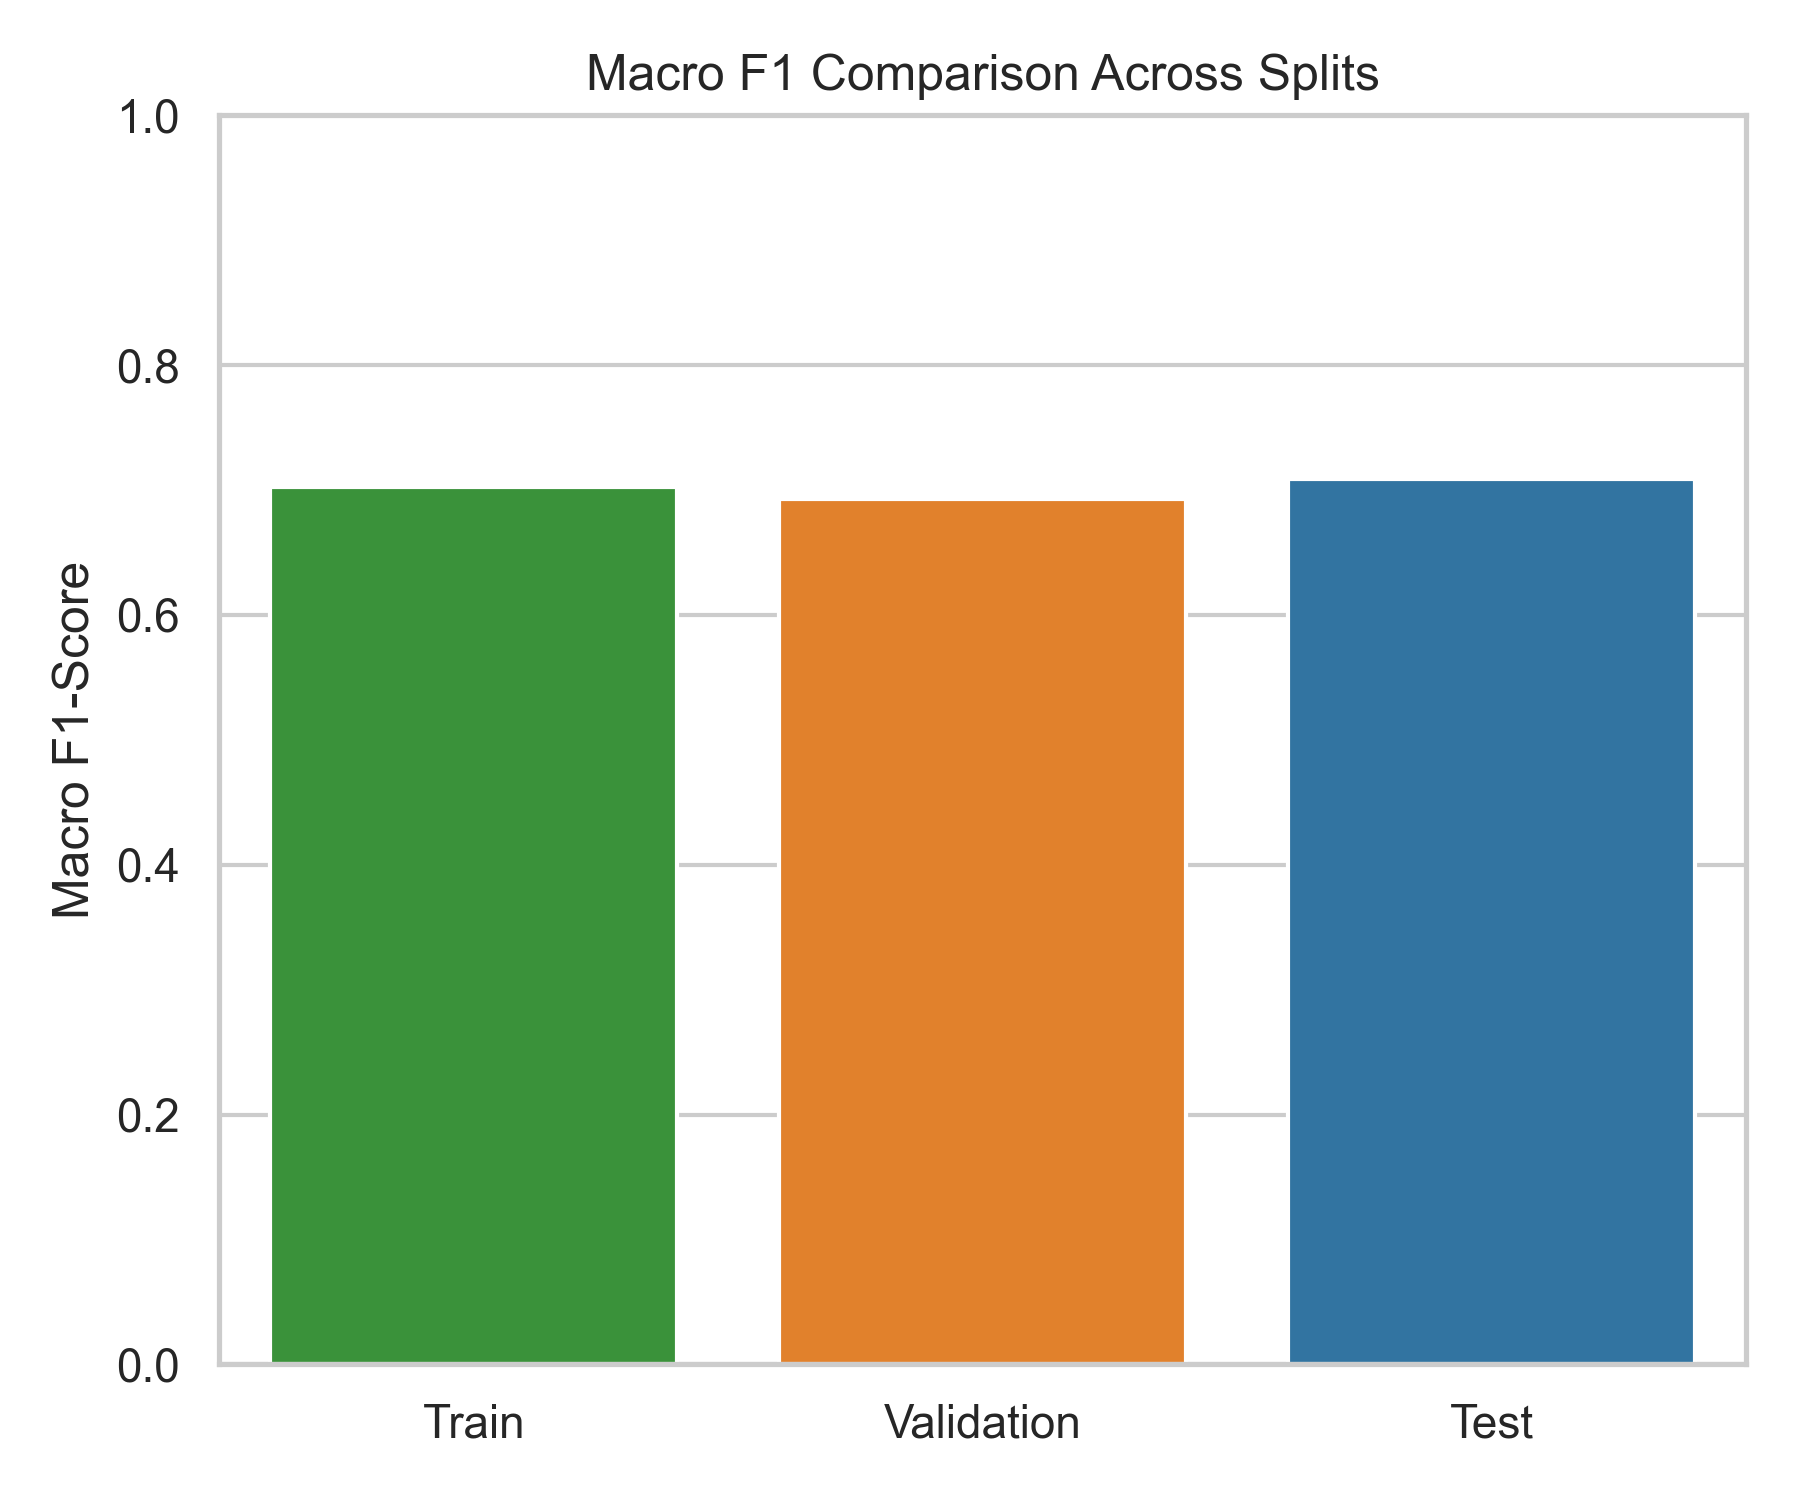 Macro F1 Comparison Across Splits
1.0
0.8
0.6
0.4
0.2
0.0
Macro F1-Score
Train
Validation
Test